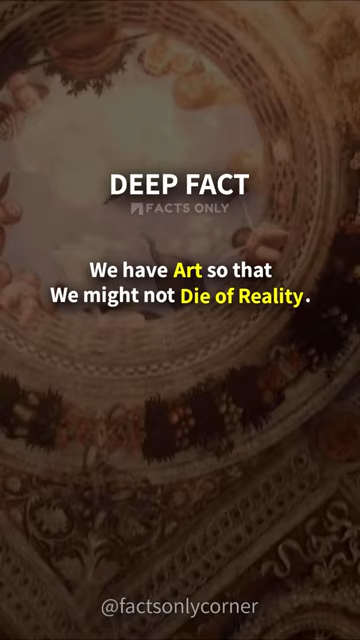 DEEP FACT
FACTS ONLY
We have Art so that
We might not Die of Reality.
@factsonlycorner